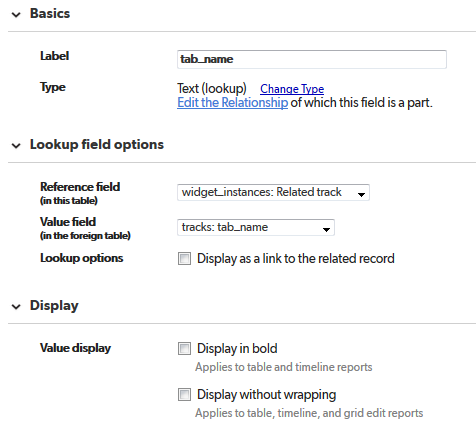 Basics
Label tab_name
Type Text (lookup) Change Type
Edit the Relationship of which this field is a part.
Lookup field options
Reference field widget_instances: Related track
(in this table)
Value field tracks: tab_name
(in the foreign table)
Lookup options Display as a link to the related record
Display
Value display Display in bold
Applies to table and timeline reports
Display without wrapping
Applies to table, timeline, and grid edit reports